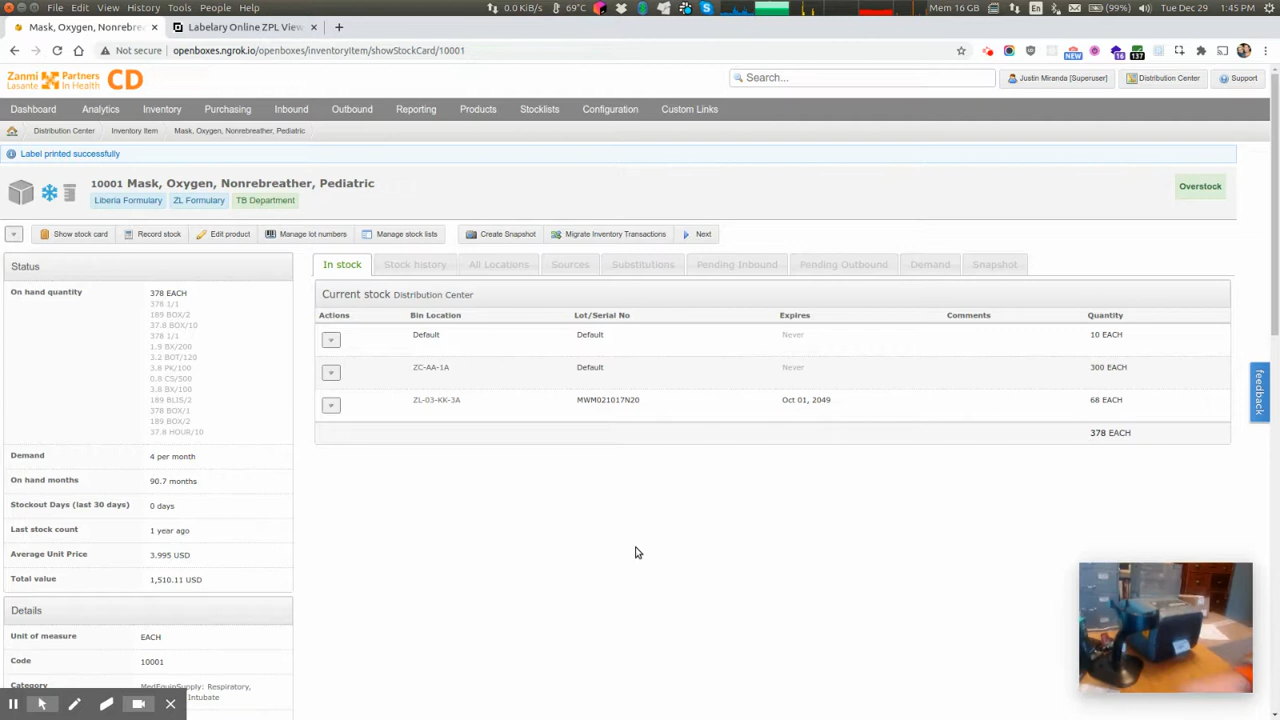 File Edit View History Tools People Help
0.0 KiB/s 69°C Mem 16 GB En (99%) Tue Dec 29 1:45 PM
Mask, Oxygen, Nonrebre
Labelary Online ZPL View
Not secure openboxes.ngrok.io/openboxes/inventoryItem/showStockCard/10001
NEW 16 137
Zanmi Partners
Lasante In Health CD
Search...
Justin Miranda [Superuser] Distribution Center Support
Dashboard Analytics Inventory Purchasing Inbound Outbound Reporting Products Stocklists Configuration Custom Links
Distribution Center Inventory Item Mask, Oxygen, Nonrebreather, Pediatric
Label printed successfully
10001 Mask, Oxygen, Nonrebreather, Pediatric
Overstock
Liberia Formulary ZL Formulary TB Department
Show stock card Record stock Edit product Manage lot numbers Manage stock lists Create Snapshot Migrate Inventory Transactions Next
In stock Stock history All Locations Sources Substitutions Pending Inbound Pending Outbound Demand Snapshot
Status
On hand quantity 378 EACH
378 1/1
189 BOX/2
37.8 BOX/10
378 1/1
1.9 BX/200
3.2 BOT/120
3.8 PK/100
0.8 CS/500
3.8 BX/100
189 BLIS/2
378 BOX/1
189 BOX/2
37.8 HOUR/10
Demand 4 per month
On hand months 90.7 months
Stockout Days (last 30 days) 0 days
Last stock count 1 year ago
Average Unit Price 3.995 USD
Total value 1,510.11 USD
Details
Unit of measure EACH
Code 10001
Category MedEquipSupply: Respiratory,
Intubate
Current stock Distribution Center
Actions Bin Location Lot/Serial No Expires Comments Quantity
Default Default Never 10 EACH
ZC-AA-1A Default Never 300 EACH
ZL-03-KK-3A MWM021017N20 Oct 01, 2049 68 EACH
378 EACH
feedback